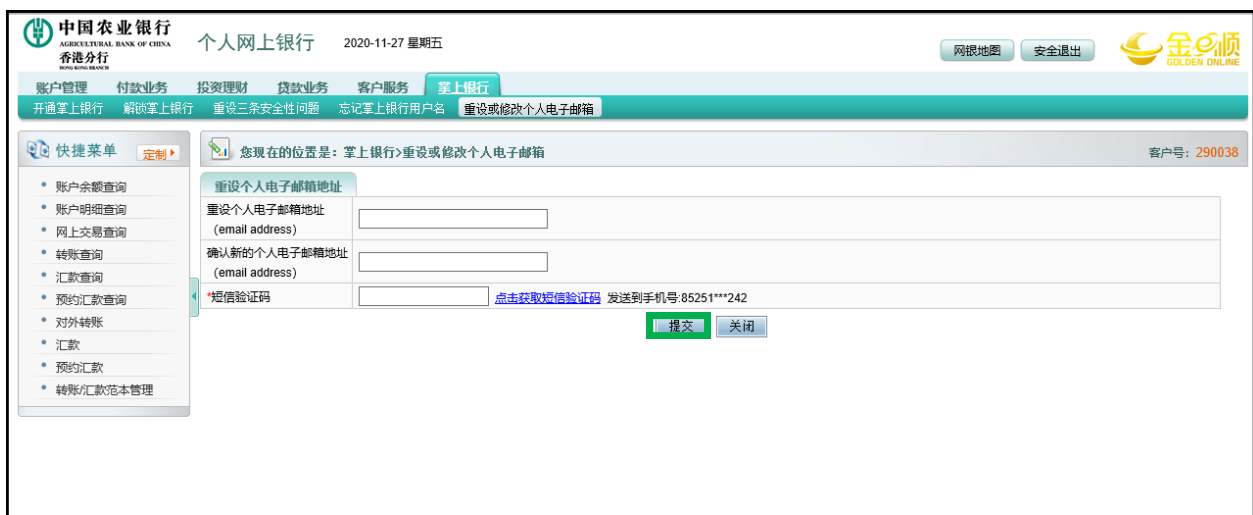 中国农业银行
AGRICULTURAL BANK OF CHINA
香港分行
HONG KONG BRANCH
个人网上银行 2020-11-27 星期五
网银地图 安全退出
金e顺
GOLDEN ONLINE
账户管理 付款业务 投资理财 贷款业务 客户服务 掌上银行
开通掌上银行 解锁掌上银行 重设三条安全性问题 忘记掌上银行用户名 重设或修改个人电子邮箱
快捷菜单 定制
账户余额查询
账户明细查询
网上交易查询
转账查询
汇款查询
预约汇款查询
对外转账
汇款
预约汇款
转账/汇款范本管理
您现在的位置是：掌上银行>重设或修改个人电子邮箱 客户号：290038
重设个人电子邮箱地址
重设个人电子邮箱地址
(email address)
确认新的个人电子邮箱地址
(email address)
*短信验证码 点击获取短信验证码 发送到手机号:85251***242
提交 关闭